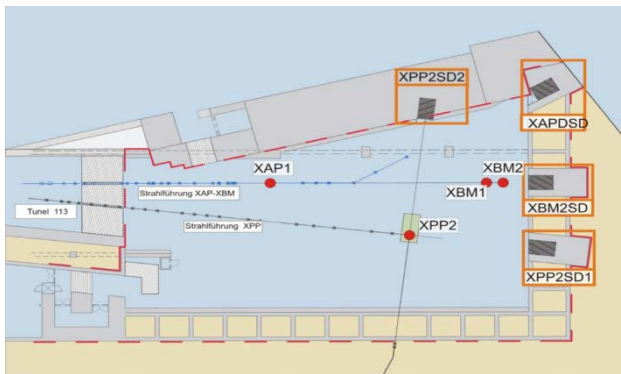 XPP2SD2
XAPDSD
XAP1
XBM2
XBM1
Strahlführung XAP-XBM
XBM2SD
Tunel 113
Strahlführung XPP
XPP2
XPP2SD1